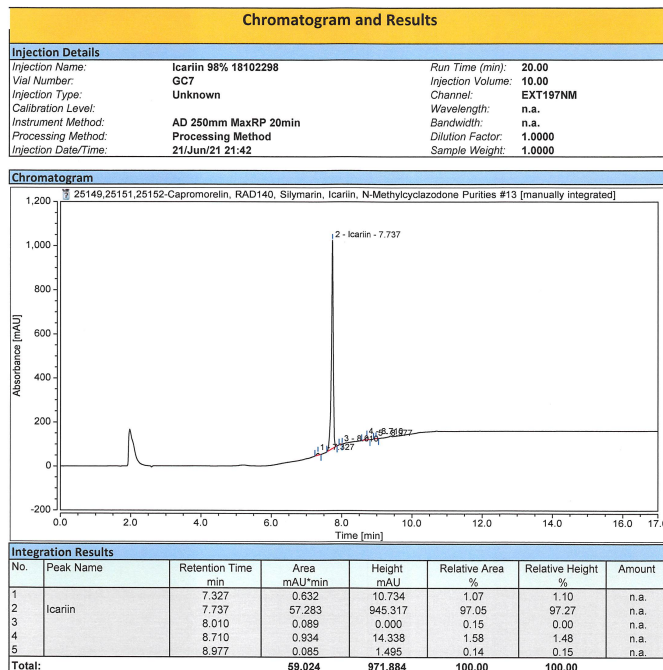 Chromatogram and Results
Injection Details
Injection Name: Icariin 98% 18102298 Run Time (min): 20.00
Vial Number: GC7 Injection Volume: 10.00
Injection Type: Unknown Channel: EXT197NM
Calibration Level: Wavelength: n.a.
Instrument Method: AD 250mm MaxRP 20min Bandwidth: n.a.
Processing Method: Processing Method Dilution Factor: 1.0000
Injection Date/Time: 21/Jun/21 21:42 Sample Weight: 1.0000
Chromatogram
25149,25151,25152-Capromorelin, RAD140, Silymarin, Icariin, N-Methylcyclazodone Purities #13 [manually integrated]
1,200
2 - Icariin - 7.737
1,000
800
600
400
200
0
-200
Absorbance [mAU]
0.0 2.0 4.0 6.0 8.0 10.0 12.0 14.0 16.0 17.
Time [min]
Integration Results
No. Peak Name Retention Time Area Height Relative Area Relative Height Amount
min mAU*min mAU % %
1 7.327 0.632 10.734 1.07 1.10 n.a.
2 Icariin 7.737 57.283 945.317 97.05 97.27 n.a.
3 8.010 0.089 0.000 0.15 0.00 n.a.
4 8.710 0.934 14.338 1.58 1.48 n.a.
5 8.977 0.085 1.495 0.14 0.15 n.a.
Total: 59.024 971.884 100.00 100.00